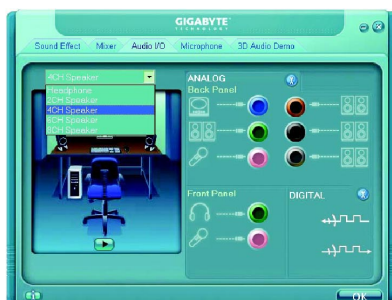 GIGABYTE
TECHNOLOGY
Sound Effect Mixer Audio I/O Microphone 3D Audio Demo
4CH Speaker
Headphone
2CH Speaker
4CH Speaker
6CH Speaker
8CH Speaker
ANALOG
Back Panel
Front Panel
DIGITAL
OK